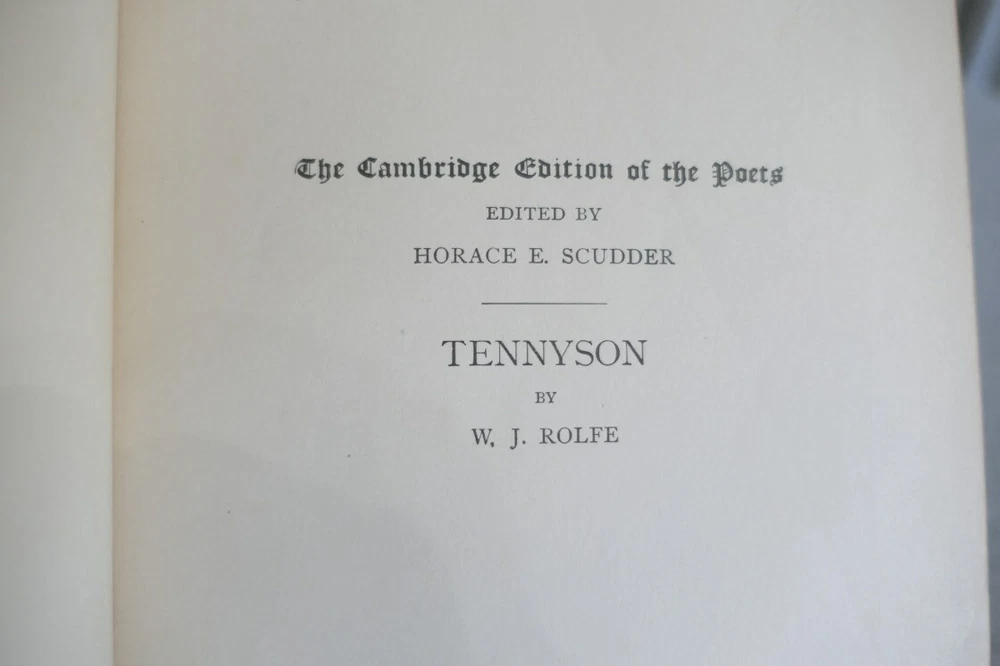 The Cambridge Edition of the Poets
EDITED BY
HORACE E. SCUDDER
TENNYSON
BY
W. J. ROLFE